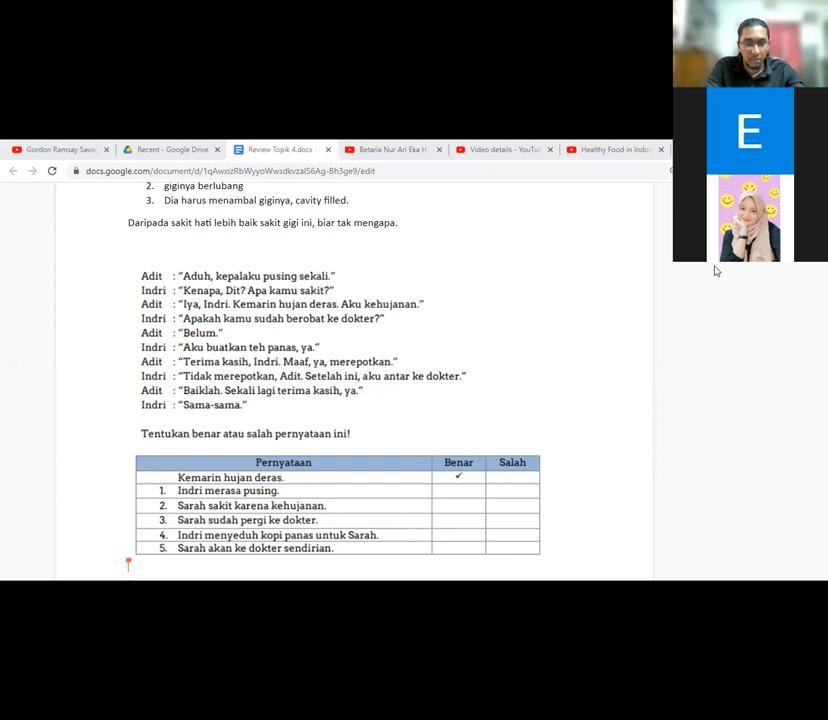 Gordon Ramsay Sava
Recent - Google Drive
Review Topik 4.docx -
Betaria Nur Ari Eka H
Video details - YouTu
Healthy Food in Indo
docs.google.com/document/d/1qAwxizRbWyyoWwsdkvzaIS6Ag-Bh3ge9/edit
E
2. giginya berlubang
3. Dia harus menambal giginya, cavity filled.
Daripada sakit hati lebih baik sakit gigi ini, biar tak mengapa.
Adit : “Aduh, kepalaku pusing sekali.”
Indri : “Kenapa, Dit? Apa kamu sakit?”
Adit : “Iya, Indri. Kemarin hujan deras. Aku kehujanan.”
Indri : “Apakah kamu sudah berobat ke dokter?”
Adit : “Belum.”
Indri : “Aku buatkan teh panas, ya.”
Adit : “Terima kasih, Indri. Maaf, ya, merepotkan.”
Indri : “Tidak merepotkan, Adit. Setelah ini, aku antar ke dokter.”
Adit : “Baiklah. Sekali lagi terima kasih, ya.”
Indri : “Sama-sama.”
Tentukan benar atau salah pernyataan ini!
Pernyataan Benar Salah
Kemarin hujan deras. ✓
1. Indri merasa pusing.
2. Sarah sakit karena kehujanan.
3. Sarah sudah pergi ke dokter.
4. Indri menyeduh kopi panas untuk Sarah.
5. Sarah akan ke dokter sendirian.